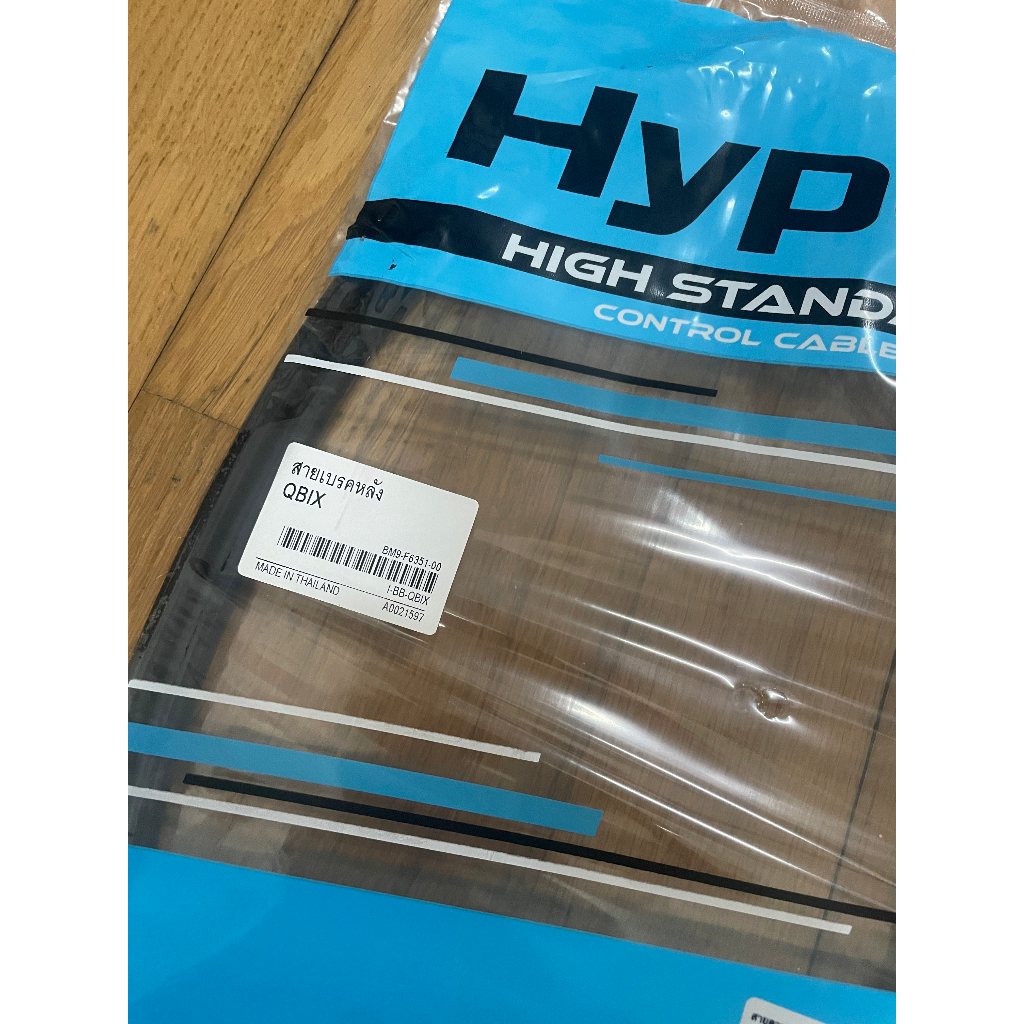 Hyp
HIGH STANDA
CONTROL CABLE
สายเบรคหลัง
QBIX
BM9-F6351-00
I-BB-QBIX
MADE IN THAILAND
A0021597